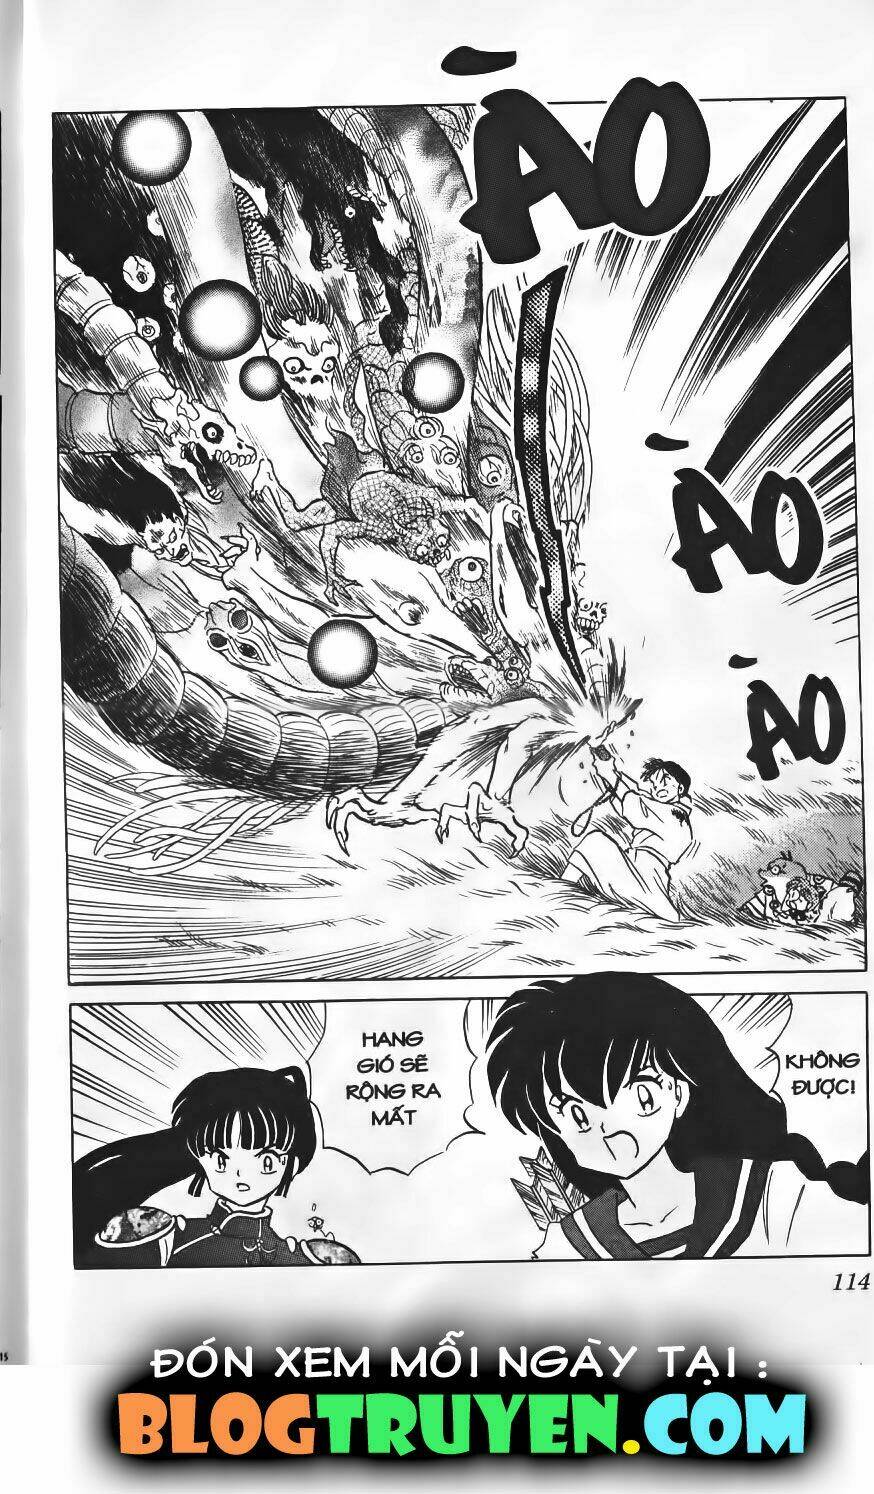 ÀO
ÀO
ÀO
KHÔNG
ĐƯỢC!
HANG
GIÓ SẼ
RỘNG RA
MẤT
114
ĐÓN XEM MỖI NGÀY TẠI :
BLOGTRUYEN.COM